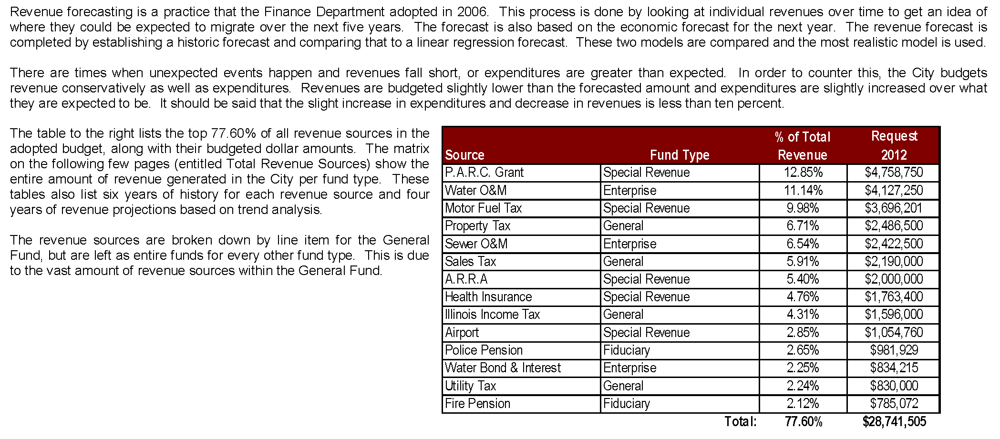 Revenue forecasting is a practice that the Finance Department adopted in 2006.  This process is done by looking at individual revenues over time to get an idea of
where they could be expected to migrate over the next five years.  The forecast is also based on the economic forecast for the next year.  The revenue forecast is
completed by establishing a historic forecast and comparing that to a linear regression forecast.  These two models are compared and the most realistic model is used.
There are times when unexpected events happen and revenues fall short, or expenditures are greater than expected.  In order to counter this, the City budgets
revenue conservatively as well as expenditures.  Revenues are budgeted slightly lower than the forecasted amount and expenditures are slightly increased over what
they are expected to be.  It should be said that the slight increase in expenditures and decrease in revenues is less than ten percent.
The table to the right lists the top 77.60% of all revenue sources in the
adopted budget, along with their budgeted dollar amounts.  The matrix
on the following few pages (entitled Total Revenue Sources) show the
entire amount of revenue generated in the City per fund type.  These
tables also list six years of history for each revenue source and four
years of revenue projections based on trend analysis.
The revenue sources are broken down by line item for the General
Fund, but are left as entire funds for every other fund type.  This is due
to the vast amount of revenue sources within the General Fund.
% of Total Request
Source Fund Type Revenue 2012
P.A.R.C. Grant Special Revenue 12.85% $4,758,750
Water O&M Enterprise 11.14% $4,127,250
Motor Fuel Tax Special Revenue 9.98% $3,696,201
Property Tax General 6.71% $2,486,500
Sewer O&M Enterprise 6.54% $2,422,500
Sales Tax General 5.91% $2,190,000
A.R.R.A Special Revenue 5.40% $2,000,000
Health Insurance Special Revenue 4.76% $1,763,400
Illinois Income Tax General 4.31% $1,596,000
Airport Special Revenue 2.85% $1,054,760
Police Pension Fiduciary 2.65% $981,929
Water Bond & Interest Enterprise 2.25% $834,215
Utility Tax General 2.24% $830,000
Fire Pension Fiduciary 2.12% $785,072
Total: 77.60% $28,741,505